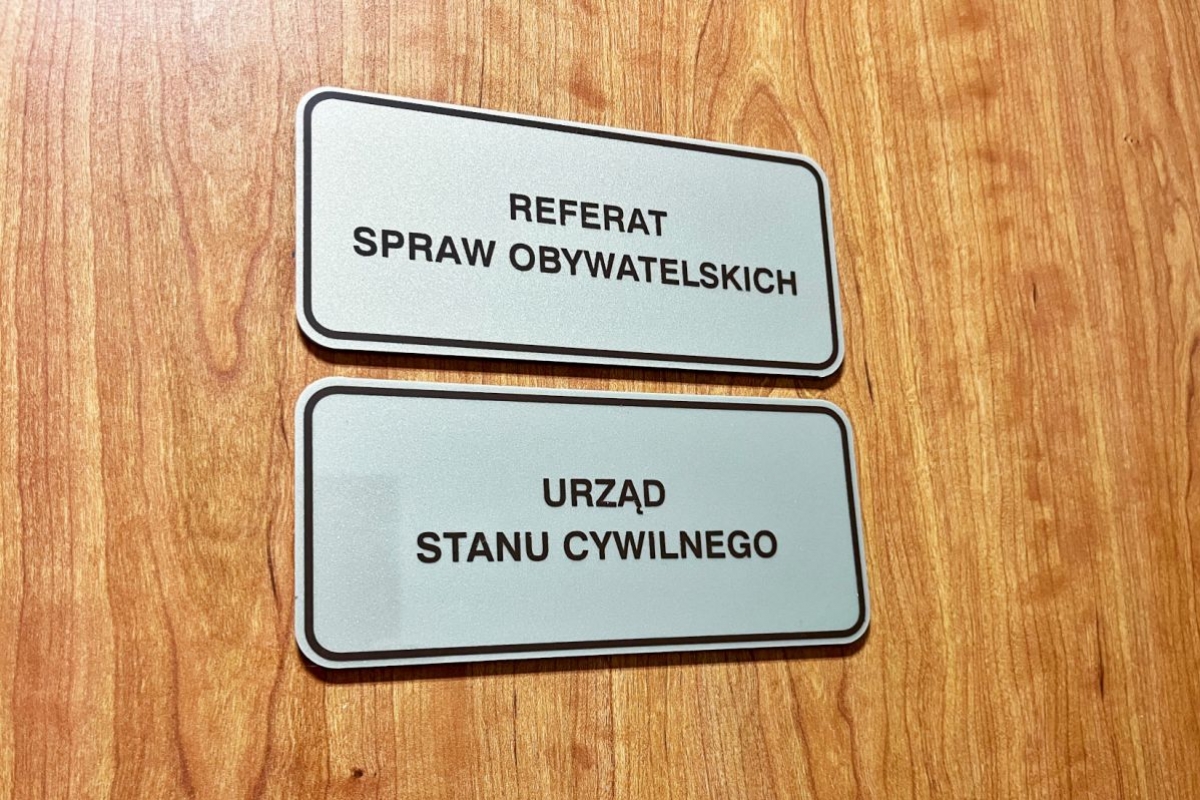 REFERAT
SPRAW OBYWATELSKICH
URZĄD
STANU CYWILNEGO